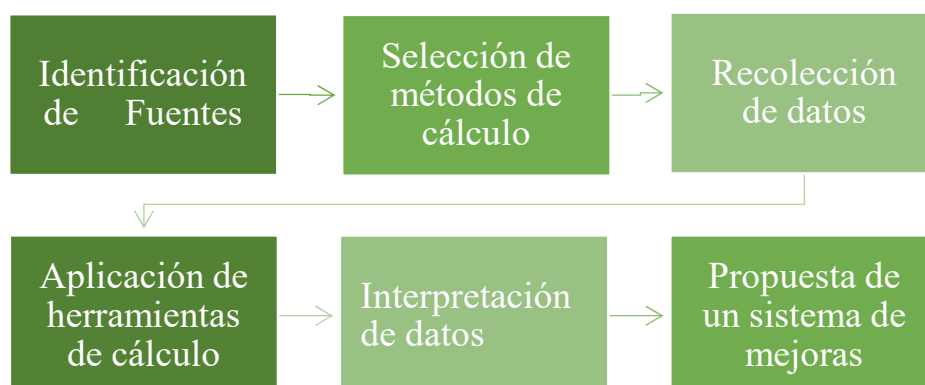 Identificación
de Fuentes
Selección de
métodos de
cálculo
Recolección
de datos
Aplicación de
herramientas
de cálculo
Interpretación
de datos
Propuesta de
un sistema de
mejoras